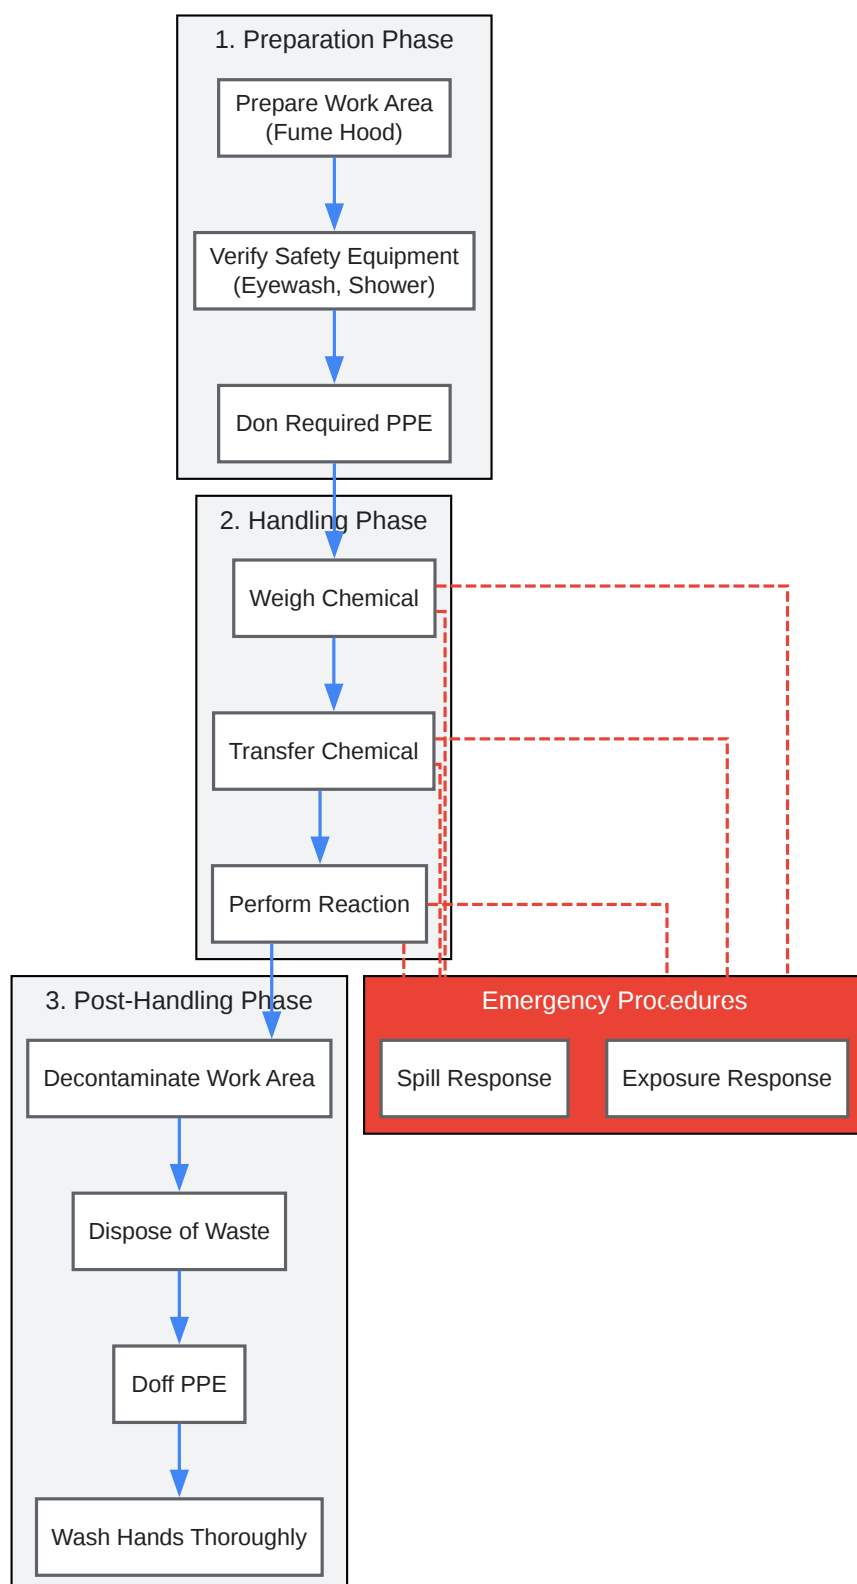 1. Preparation Phase
Prepare Work Area
(Fume Hood)
Verify Safety Equipment
(Eyewash, Shower)
Don Required PPE
2. Handling Phase
Weigh Chemical
Transfer Chemical
Perform Reaction
3. Post-Handling Phase
Decontaminate Work Area
Dispose of Waste
Doff PPE
Wash Hands Thoroughly
Emergency Procedures
Spill Response
Exposure Response